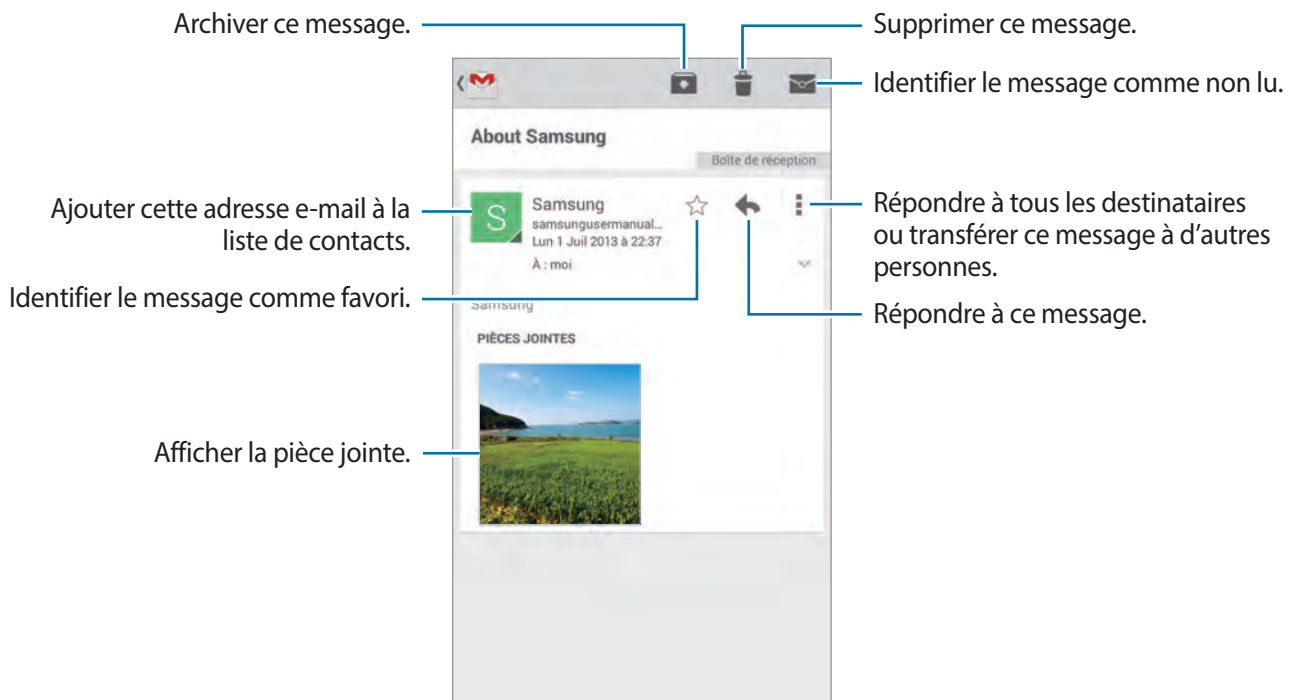 Archiver ce message.
Supprimer ce message.
Identifier le message comme non lu.
About Samsung
Boîte de réception
Ajouter cette adresse e-mail à la
liste de contacts.
S
Samsung
samsungusermanual...
Lun 1 Juil 2013 à 22:37
À : moi
Répondre à tous les destinataires
ou transférer ce message à d'autres
personnes.
Identifier le message comme favori.
Samsung
Répondre à ce message.
PIÈCES JOINTES
Afficher la pièce jointe.